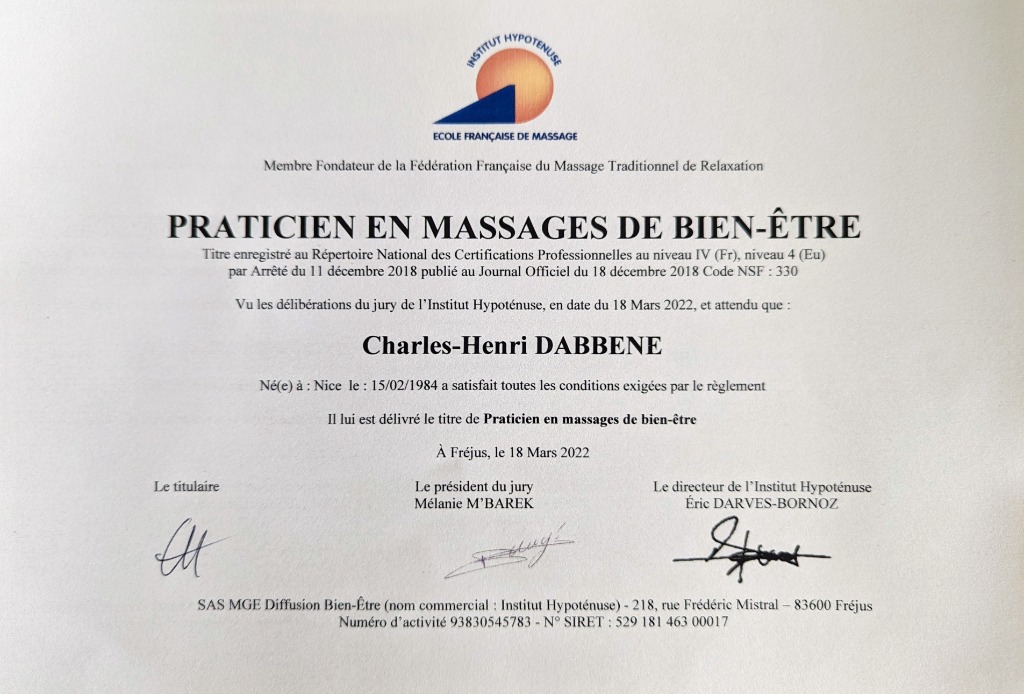 INSTITUT HYPOTENUSE
ECOLE FRANÇAISE DE MASSAGE
Membre Fondateur de la Fédération Française du Massage Traditionnel de Relaxation
PRATICIEN EN MASSAGES DE BIEN-ÊTRE
Titre enregistré au Répertoire National des Certifications Professionnelles au niveau IV (Fr), niveau 4 (Eu)
par Arrêté du 11 décembre 2018 publié au Journal Officiel du 18 décembre 2018 Code NSF : 330
Vu les délibérations du jury de l'Institut Hypoténuse, en date du 18 Mars 2022, et attendu que :
Charles-Henri DABBENE
Né(e) à : Nice le : 15/02/1984 a satisfait toutes les conditions exigées par le règlement
Il lui est délivré le titre de Praticien en massages de bien-être
À Fréjus, le 18 Mars 2022
Le titulaire
Le président du jury
Mélanie M'BAREK
Le directeur de l'Institut Hypoténuse
Éric DARVES-BORNOZ
SAS MGE Diffusion Bien-Être (nom commercial : Institut Hypoténuse) - 218, rue Frédéric Mistral – 83600 Fréjus
Numéro d'activité 93830545783 - N° SIRET : 529 181 463 00017